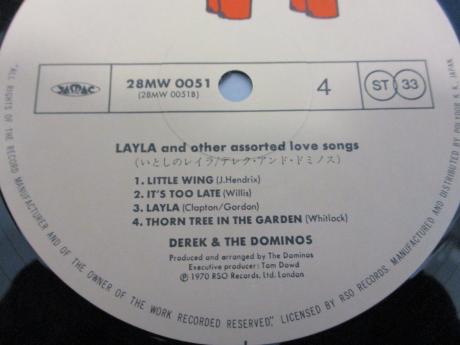 JASRAC
28MW 0051
(28MW 0051B)
4
ST 33
LAYLA and other assorted love songs
(いとしのレイラ/デレク・アンド・ドミノス)
1. LITTLE WING (J.Hendrix)
2. IT'S TOO LATE (Willis)
3. LAYLA (Clapton/Gordon)
4. THORN TREE IN THE GARDEN (Whitlock)
DEREK & THE DOMINOS
Produced and arranged by The Dominos
Executive producer: Tom Dowd
Ⓟ 1970 RSO Records, Ltd. London
"ALL RIGHTS OF THE RECORD MANUFACTURER AND OF THE OWNER OF THE WORK RECORDED RESERVED," LICENSED BY RSO RECORDS. MANUFACTURED AND DISTRIBUTED BY POLYDOR K.K., JAPAN